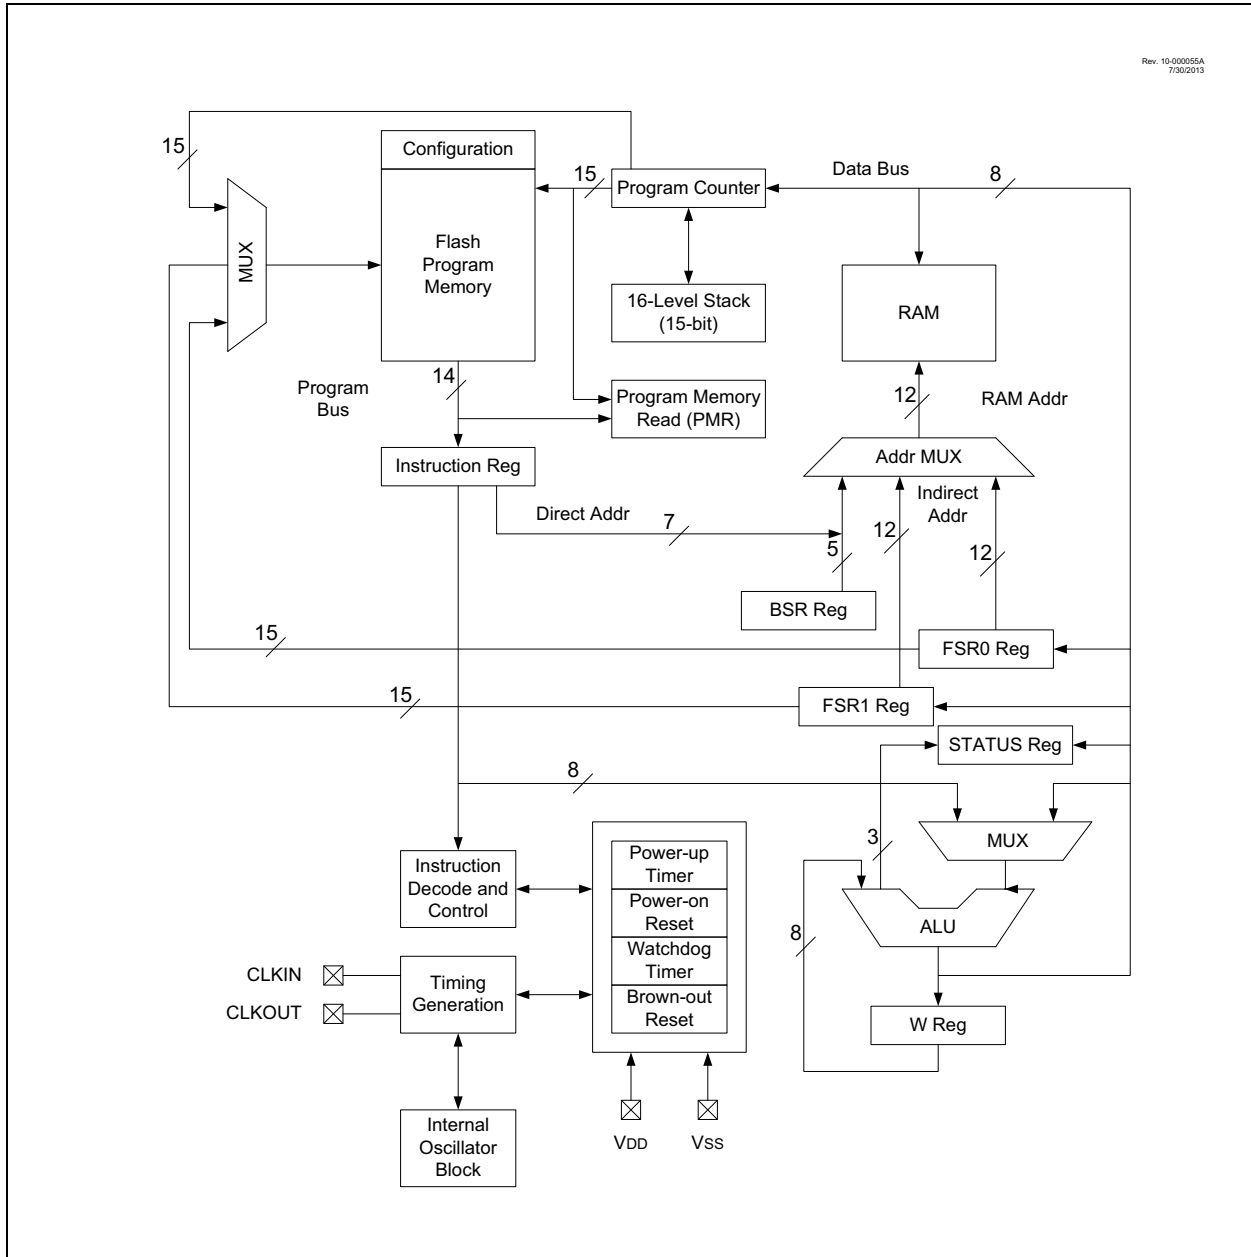 Rev. 10-000055A
7/30/2013
15
Configuration
15
Program Counter
Data Bus
8
MUX
Flash
Program
Memory
16-Level Stack
(15-bit)
RAM
Program
Bus
14
Program Memory
Read (PMR)
12
RAM Addr
Instruction Reg
Addr MUX
Direct Addr
7
Indirect
Addr
5
12
12
BSR Reg
15
FSR0 Reg
15
FSR1 Reg
STATUS Reg
8
3
MUX
Instruction
Decode and
Control
Power-up
Timer
Power-on
Reset
Watchdog
Timer
Brown-out
Reset
ALU
8
CLKIN
CLKOUT
Timing
Generation
W Reg
Internal
Oscillator
Block
VDD
VSS